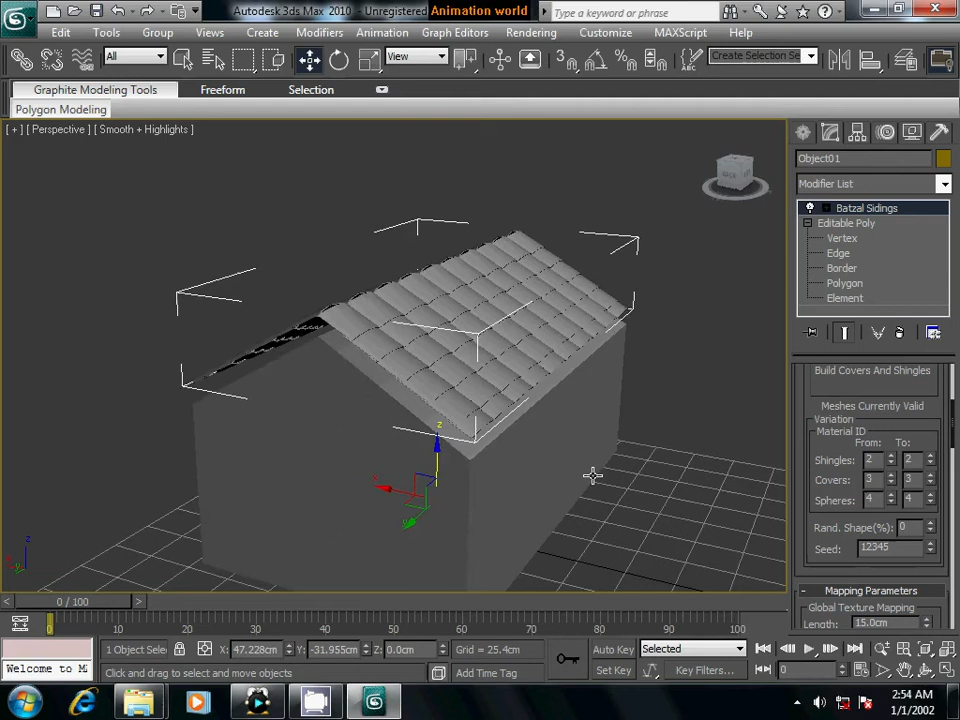 Autodesk 3ds Max 2010 - Unregistered Animation world Type a keyword or phrase
Edit Tools Group Views Create Modifiers Animation Graph Editors Rendering Customize MAXScript Help
All View 3 Create Selection Se
Graphite Modeling Tools Freeform Selection
Polygon Modeling
[ + ] [ Perspective ] [ Smooth + Highlights ]
Object01
Modifier List
Batzal Sidings
Editable Poly
Vertex
Edge
Border
Polygon
Element
Build Covers And Shingles
Meshes Currently Valid
Variation
Material ID
From: To:
Shingles: 2 2
Covers: 3 3
Spheres: 4 4
Rand. Shape(%): 0
Seed: 12345
Mapping Parameters
Global Texture Mapping
Length: 15.0cm
z
x
y
z
0 / 100
0 10 20 30 40 50 60 70 80 90 100
1 Object Selec X: 47.228cm Y: -31.955cm Z: 0.0cm Grid = 25.4cm Auto Key Selected
Welcome to M Click and drag to select and move objects Add Time Tag Set Key Key Filters... 0
2:54 AM
1/1/2002